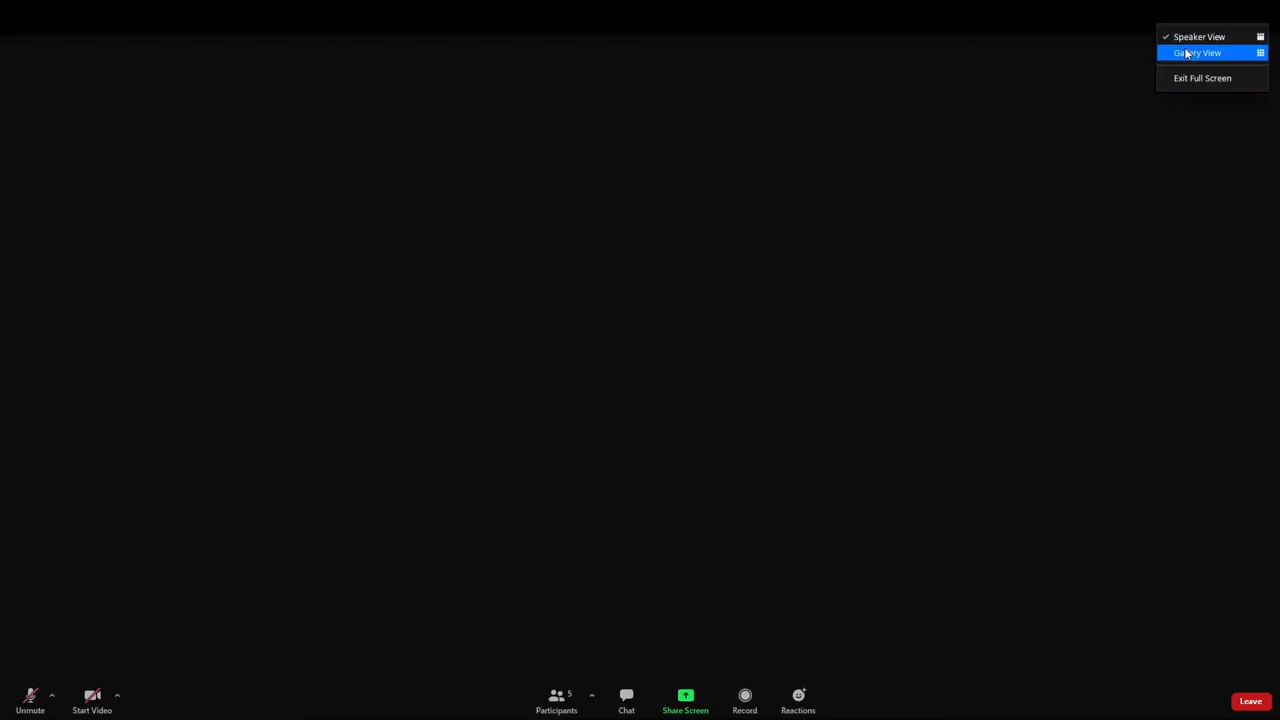 ✓ Speaker View
Gallery View
Exit Full Screen
Unmute
Start Video
Participants 5
Chat
Share Screen
Record
Reactions
Leave